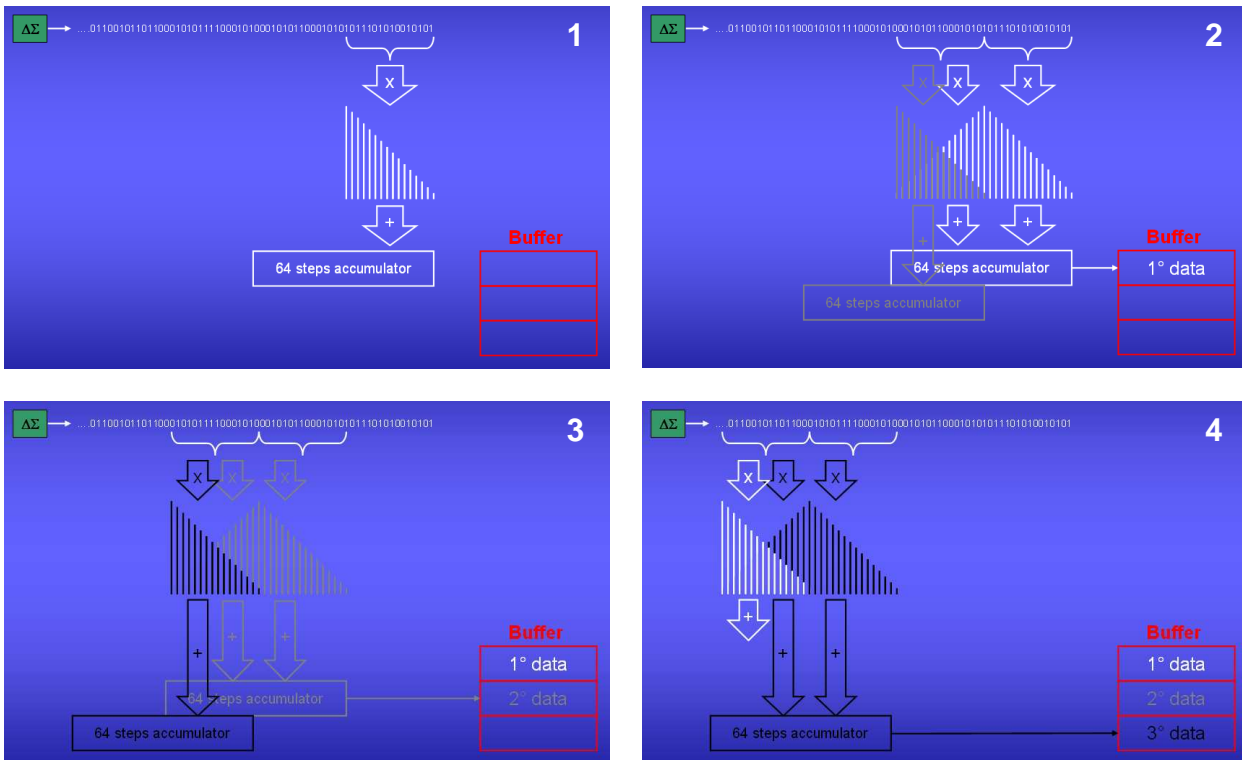 ΔΣ
....0110010110110001010111100010100010101100010101011101010010101
1
X
+
Buffer
64 steps accumulator
ΔΣ
....0110010110110001010111100010100010101100010101011101010010101
2
X X X
+ + +
Buffer
64 steps accumulator
1° data
64 steps accumulator
ΔΣ
....0110010110110001010111100010100010101100010101011101010010101
3
X X X
+ + +
Buffer
1° data
64 steps accumulator
2° data
64 steps accumulator
ΔΣ
....0110010110110001010111100010100010101100010101011101010010101
4
X X X
+ + +
Buffer
1° data
2° data
64 steps accumulator
3° data